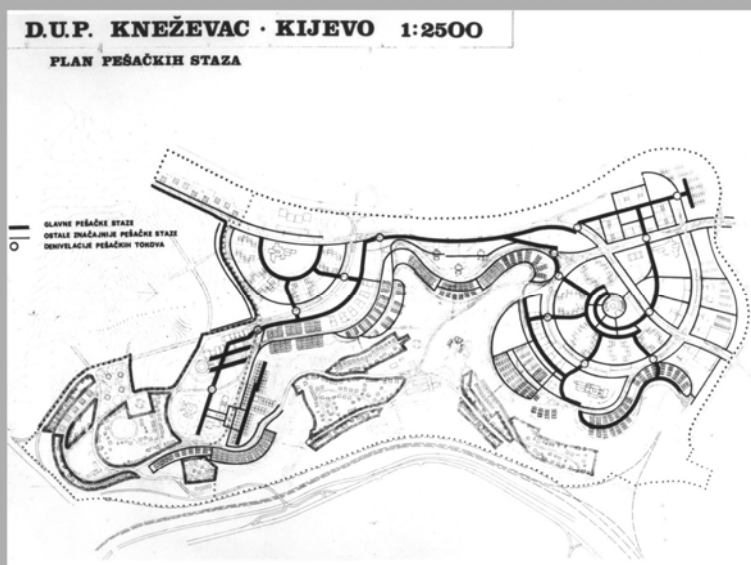 D.U.P. KNEŽEVAC · KIJEVO 1:2500
PLAN PEŠAČKIH STAZA
GLAVNE PEŠAČKE STAZE
OSTALE ZNAČAJNIJE PEŠAČKE STAZE
DENIVELACIJE PEŠAČKIH TOKOVA